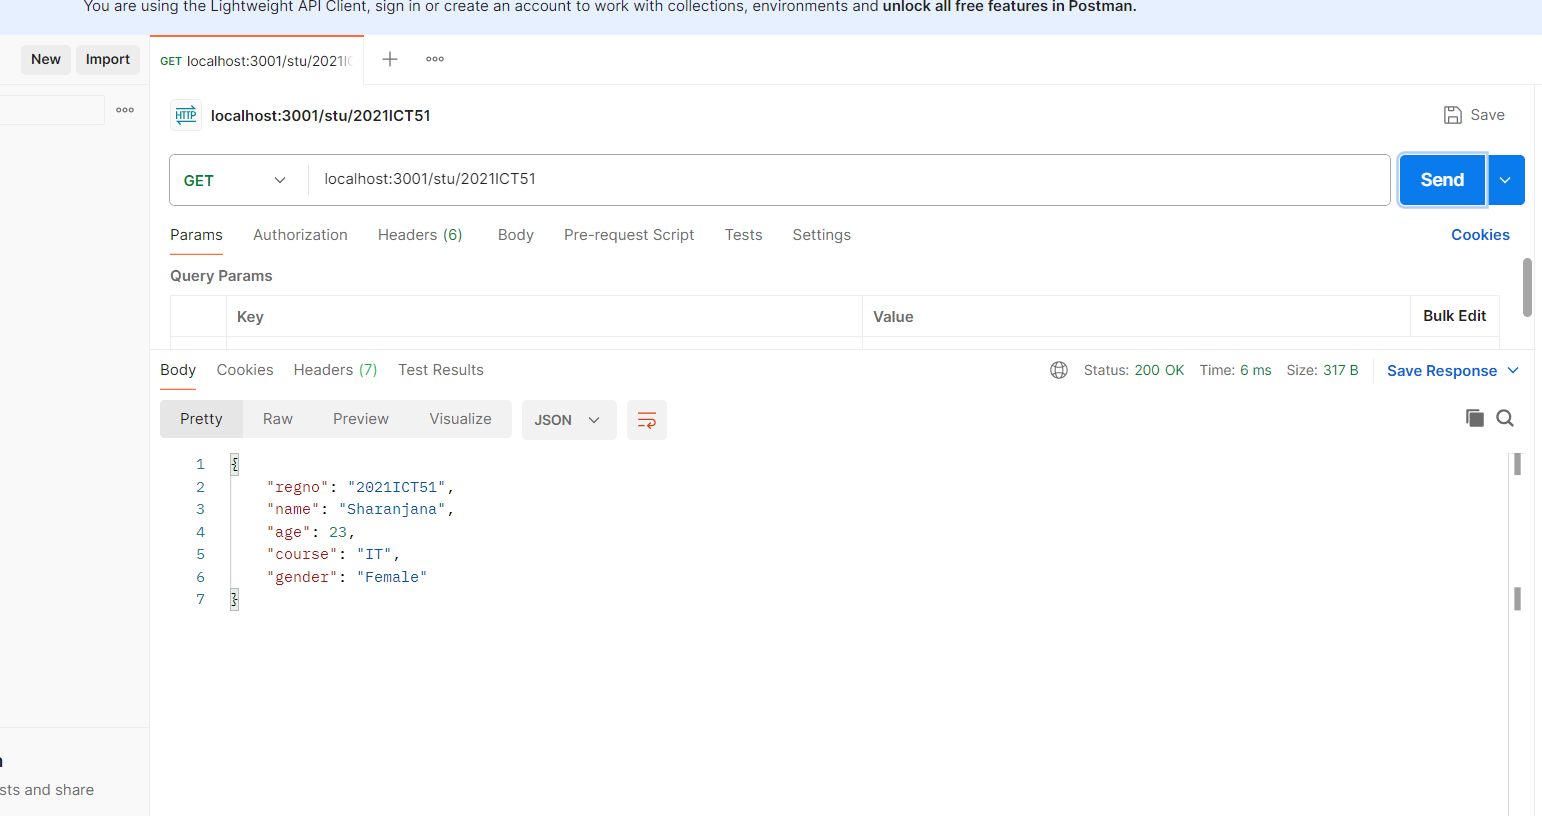 You are using the Lightweight API Client, sign in or create an account to work with collections, environments and unlock all free features in Postman.
New Import GET localhost:3001/stu/2021I
HTTP localhost:3001/stu/2021ICT51 Save
GET localhost:3001/stu/2021ICT51 Send
Params Authorization Headers (6) Body Pre-request Script Tests Settings Cookies
Query Params
Key Value Bulk Edit
Body Cookies Headers (7) Test Results Status: 200 OK Time: 6 ms Size: 317 B Save Response
Pretty Raw Preview Visualize JSON
1 {
2 "regno": "2021ICT51",
3 "name": "Sharanjana",
4 "age": 23,
5 "course": "IT",
6 "gender": "Female"
7 }
sts and share